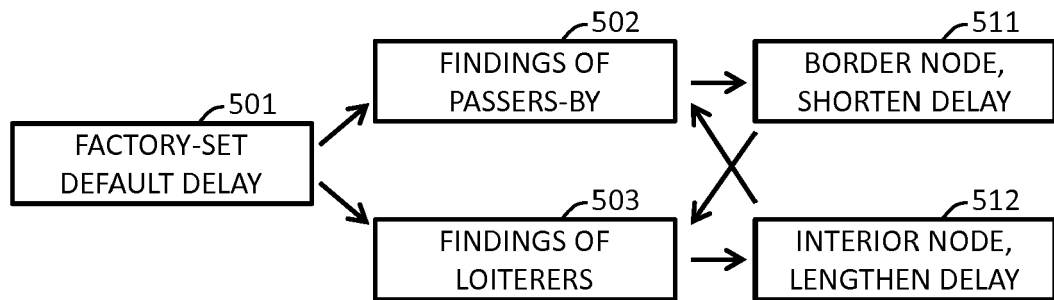 502
FINDINGS OF
PASSERS-BY
511
BORDER NODE,
SHORTEN DELAY
501
FACTORY-SET
DEFAULT DELAY
503
FINDINGS OF
LOITERERS
512
INTERIOR NODE,
LENGTHEN DELAY